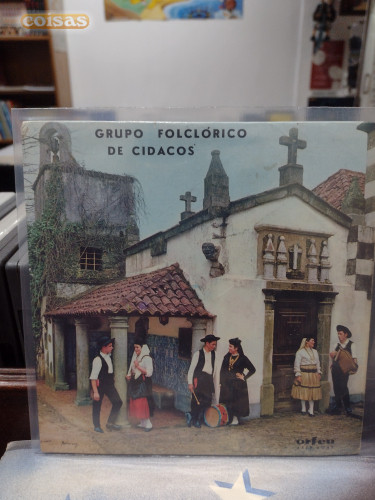 coisas
GRUPO FOLCLÓRICO
DE CIDACOS
orfeu